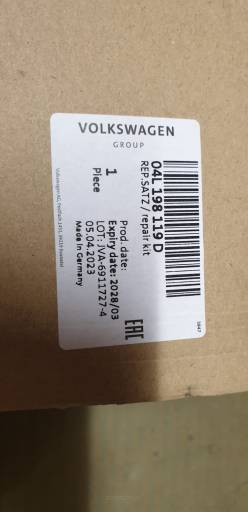 VOLKSWAGEN
GROUP
04L 198 119 D
REP.SATZ / repair kit
1
Piece
Prod. date:
Expiry date: 2028/03
LOT: JVA-6911727-4
05.04.2023
Made in Germany
EAC